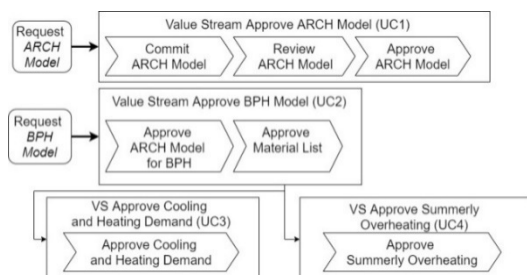 Request
ARCH
Model
Value Stream Approve ARCH Model (UC1)
Commit
ARCH Model
Review
ARCH Model
Approve
ARCH Model
Request
BPH
Model
Value Stream Approve BPH Model (UC2)
Approve
ARCH Model
for BPH
Approve
Material List
VS Approve Cooling
and Heating Demand (UC3)
Approve Cooling
and Heating Demand
VS Approve Summerly
Overheating (UC4)
Approve
Summerly Overheating